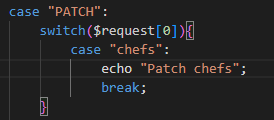 case "PATCH":
    switch($request[0]){
        case "chefs":
            echo "Patch chefs";
            break;
    }